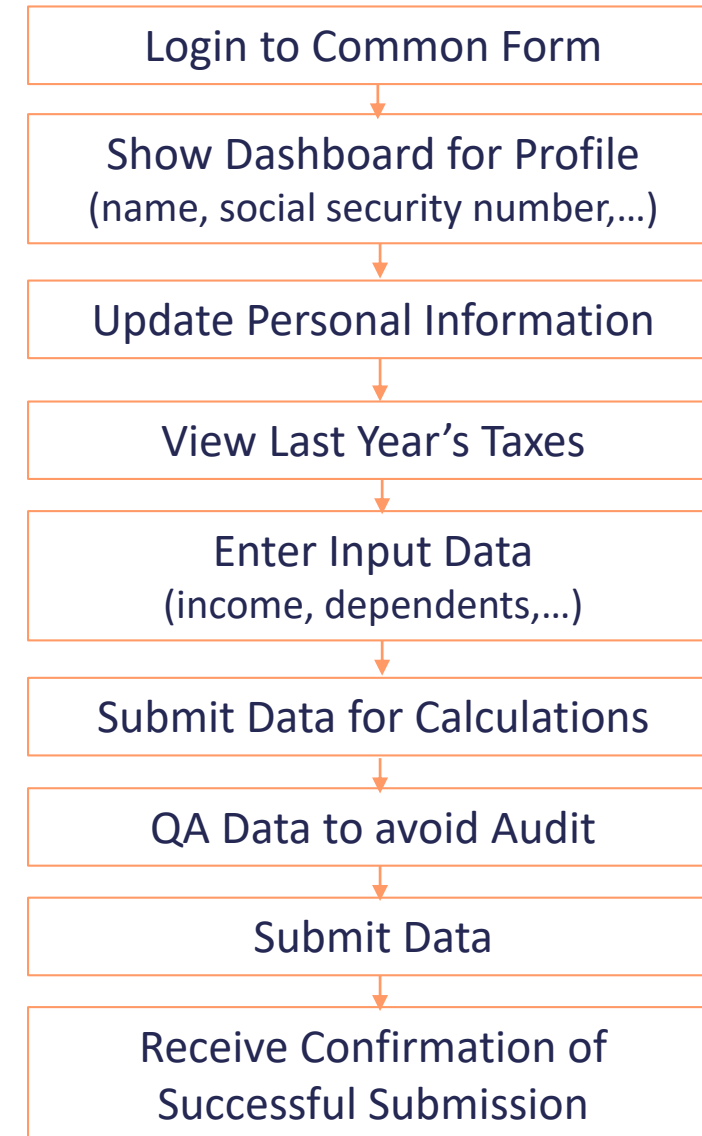 Login to Common Form
Show Dashboard for Profile
(name, social security number,…)
Update Personal Information
View Last Year’s Taxes
Enter Input Data
(income, dependents,…)
Submit Data for Calculations
QA Data to avoid Audit
Submit Data
Receive Confirmation of
Successful Submission